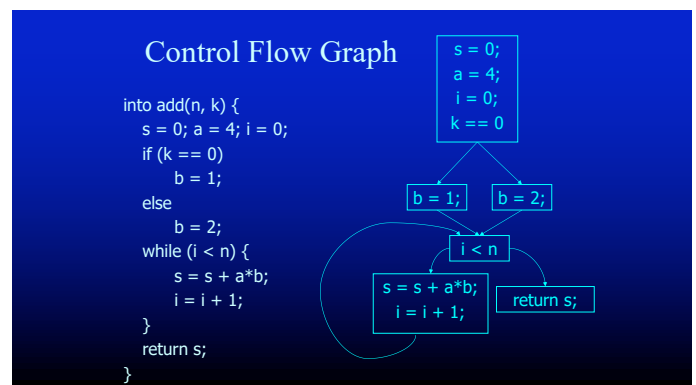 Control Flow Graph
into add(n, k) {
s = 0; a = 4; i = 0;
if (k == 0)
b = 1;
else
b = 2;
while (i < n) {
s = s + a*b;
i = i + 1;
}
return s;
}
s = 0;
a = 4;
i = 0;
k == 0
b = 1;
b = 2;
i < n
s = s + a*b;
i = i + 1;
return s;